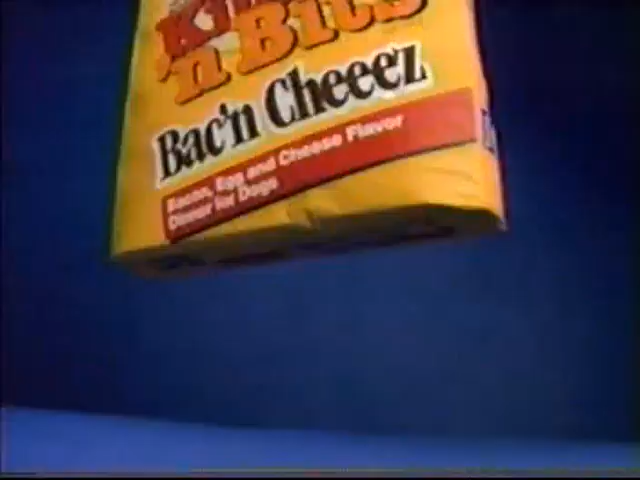 'n Bits
Bac'n Cheeez
Bacon, Egg and Cheese Flavor
Dinner for Dogs